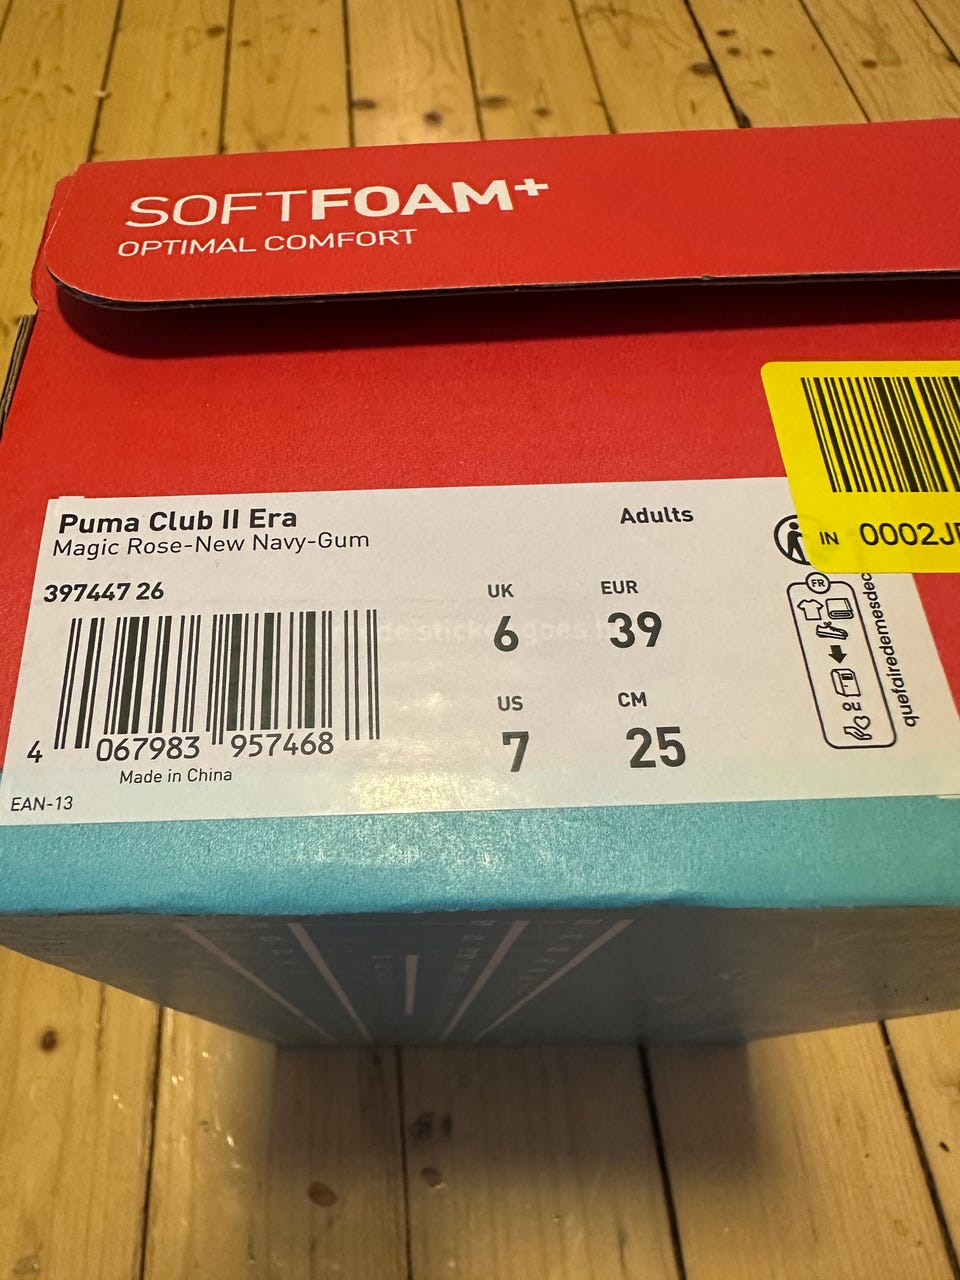 SOFTFOAM+
OPTIMAL COMFORT
Puma Club II Era
Magic Rose-New Navy-Gum
Adults
IN 0002J
397447 26
UK
EUR
6
39
US
CM
7
25
4 067983 957468
Made in China
EAN-13
FR
OU
quefairedemesdec